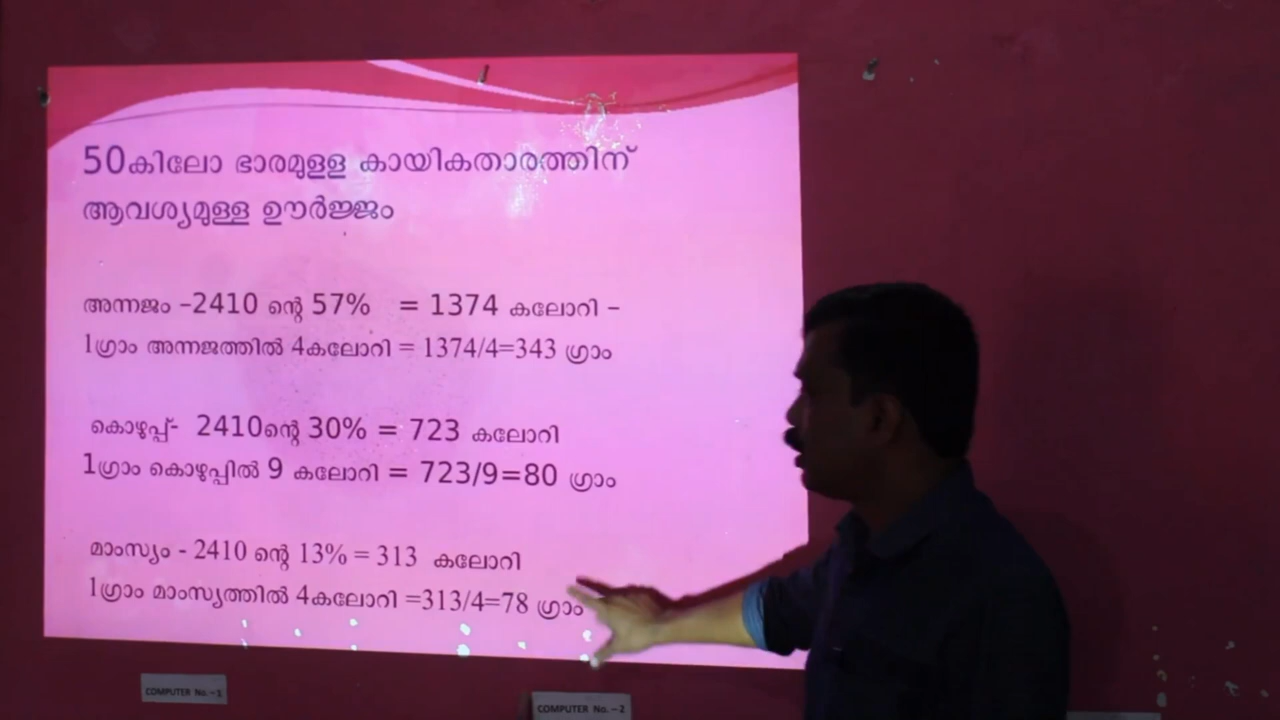 50കിലോ ഭാരമുളള കായികതാരത്തിന്
ആവശ്യമുള്ള ഊർജ്ജം
അന്നജം –2410 ന്റെ 57% = 1374 കലോറി –
1ഗ്രാം അന്നജത്തിൽ 4കലോറി = 1374/4=343 ഗ്രാം
കൊഴുപ്പ്- 2410ന്റെ 30% = 723 കലോറി
1ഗ്രാം കൊഴുപ്പിൽ 9 കലോറി = 723/9=80 ഗ്രാം
മാംസ്യം - 2410 ന്റെ 13% = 313 കലോറി
1ഗ്രാം മാംസ്യത്തിൽ 4കലോറി =313/4=78 ഗ്രാം
COMPUTER No. – 1
COMPUTER No. – 2